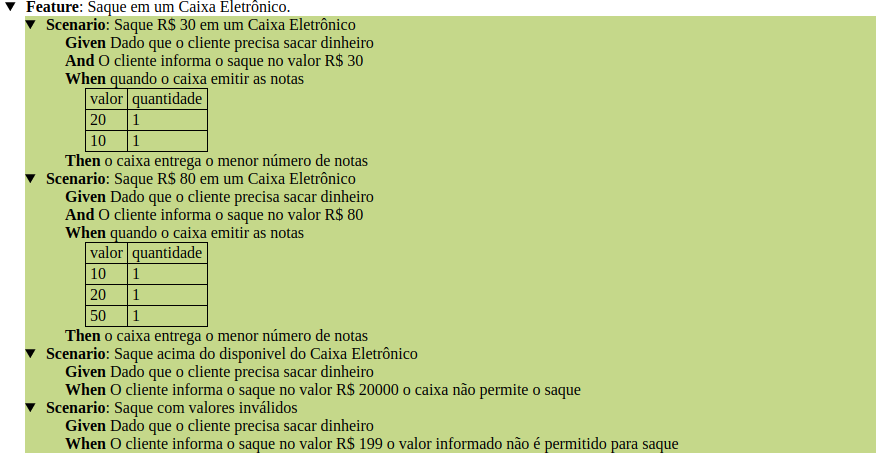 Feature: Saque em um Caixa Eletrônico.
Scenario: Saque R$ 30 em um Caixa Eletrônico
Given Dado que o cliente precisa sacar dinheiro
And O cliente informa o saque no valor R$ 30
When quando o caixa emitir as notas
valor quantidade
20 1
10 1
Then o caixa entrega o menor número de notas
Scenario: Saque R$ 80 em um Caixa Eletrônico
Given Dado que o cliente precisa sacar dinheiro
And O cliente informa o saque no valor R$ 80
When quando o caixa emitir as notas
valor quantidade
10 1
20 1
50 1
Then o caixa entrega o menor número de notas
Scenario: Saque acima do disponivel do Caixa Eletrônico
Given Dado que o cliente precisa sacar dinheiro
When O cliente informa o saque no valor R$ 20000 o caixa não permite o saque
Scenario: Saque com valores inválidos
Given Dado que o cliente precisa sacar dinheiro
When O cliente informa o saque no valor R$ 199 o valor informado não é permitido para saque